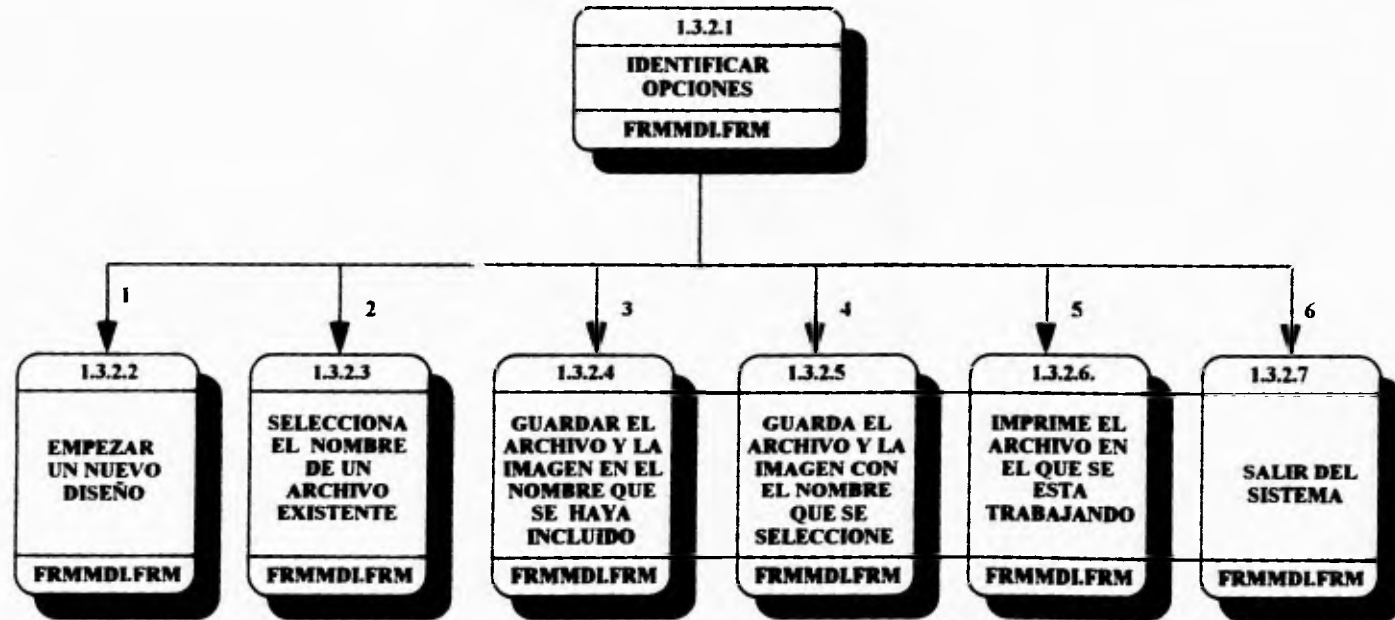 1.3.2.1
IDENTIFICAR
OPCIONES
FRMMDI.FRM
1
2
3
4
5
6
1.3.2.2
EMPEZAR
UN NUEVO
DISEÑO
FRMMDI.FRM
1.3.2.3
SELECCIONA
EL NOMBRE
DE UN
ARCHIVO
EXISTENTE
FRMMDI.FRM
1.3.2.4
GUARDAR EL
ARCHIVO Y LA
IMAGEN EN EL
NOMBRE QUE
SE HAYA
INCLUIDO
FRMMDI.FRM
1.3.2.5
GUARDA EL
ARCHIVO Y LA
IMAGEN CON
EL NOMBRE
QUE SE
SELECCIONE
FRMMDI.FRM
1.3.2.6.
IMPRIME EL
ARCHIVO EN
EL QUE SE
ESTA
TRABAJANDO
FRMMDI.FRM
1.3.2.7
SALIR DEL
SISTEMA
FRMMDI.FRM